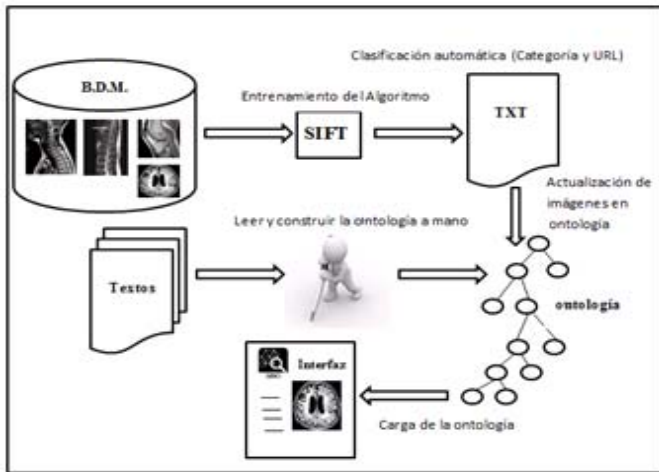 Clasificación automática (Categoría y URL)
B.D.M.
Entrenamiento del Algoritmo
SIFT
TXT
Actualización de
imágenes en
ontología
Leer y construir la ontología a mano
Textos
ontología
Interfaz
Carga de la ontología